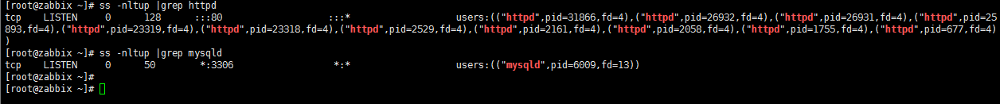 [root@zabbix ~]# ss -nltup |grep httpd
tcp    LISTEN     0      128      :::80                   :::*                   users:(("httpd",pid=31866,fd=4),("httpd",pid=26932,fd=4),("httpd",pid=26931,fd=4),("httpd",pid=25
893,fd=4),("httpd",pid=23319,fd=4),("httpd",pid=23318,fd=4),("httpd",pid=2529,fd=4),("httpd",pid=2161,fd=4),("httpd",pid=2058,fd=4),("httpd",pid=1755,fd=4),("httpd",pid=677,fd=4)
)
[root@zabbix ~]# ss -nltup |grep mysqld
tcp    LISTEN     0      50        *:3306                  *:*                   users:(("mysqld",pid=6009,fd=13))
[root@zabbix ~]#
[root@zabbix ~]#